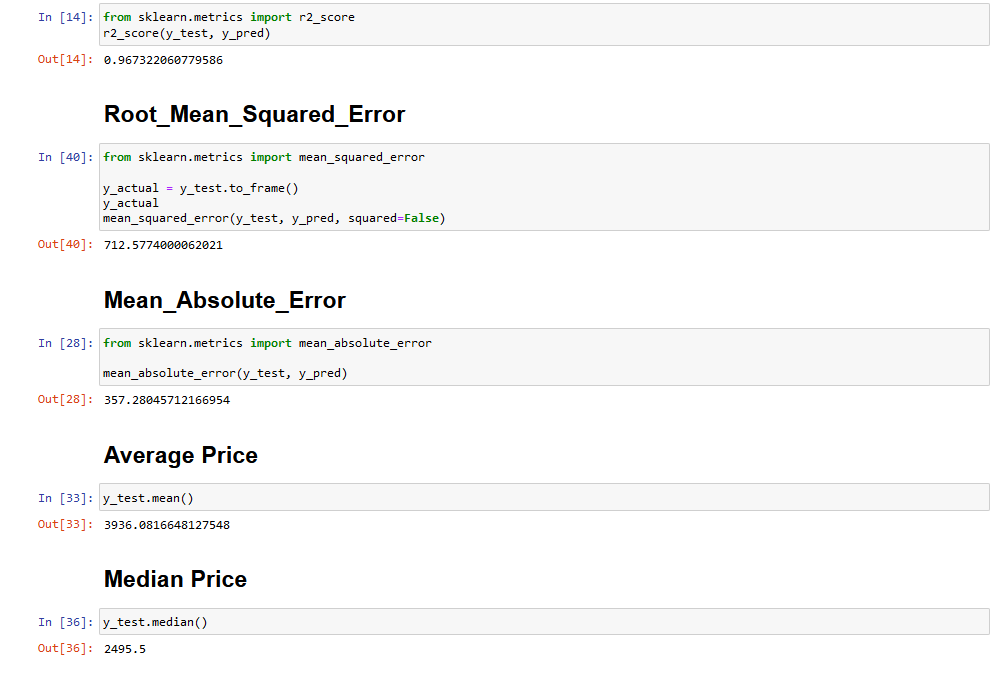 In [14]: from sklearn.metrics import r2_score
r2_score(y_test, y_pred)
Out[14]: 0.967322060779586
Root_Mean_Squared_Error
In [40]: from sklearn.metrics import mean_squared_error
y_actual = y_test.to_frame()
y_actual
mean_squared_error(y_test, y_pred, squared=False)
Out[40]: 712.5774000062021
Mean_Absolute_Error
In [28]: from sklearn.metrics import mean_absolute_error
mean_absolute_error(y_test, y_pred)
Out[28]: 357.28045712166954
Average Price
In [33]: y_test.mean()
Out[33]: 3936.0816648127548
Median Price
In [36]: y_test.median()
Out[36]: 2495.5